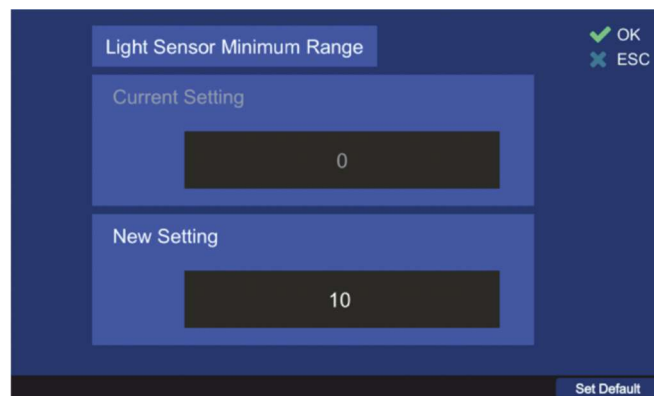 Light Sensor Minimum Range
OK
ESC
Current Setting
0
New Setting
10
Set Default